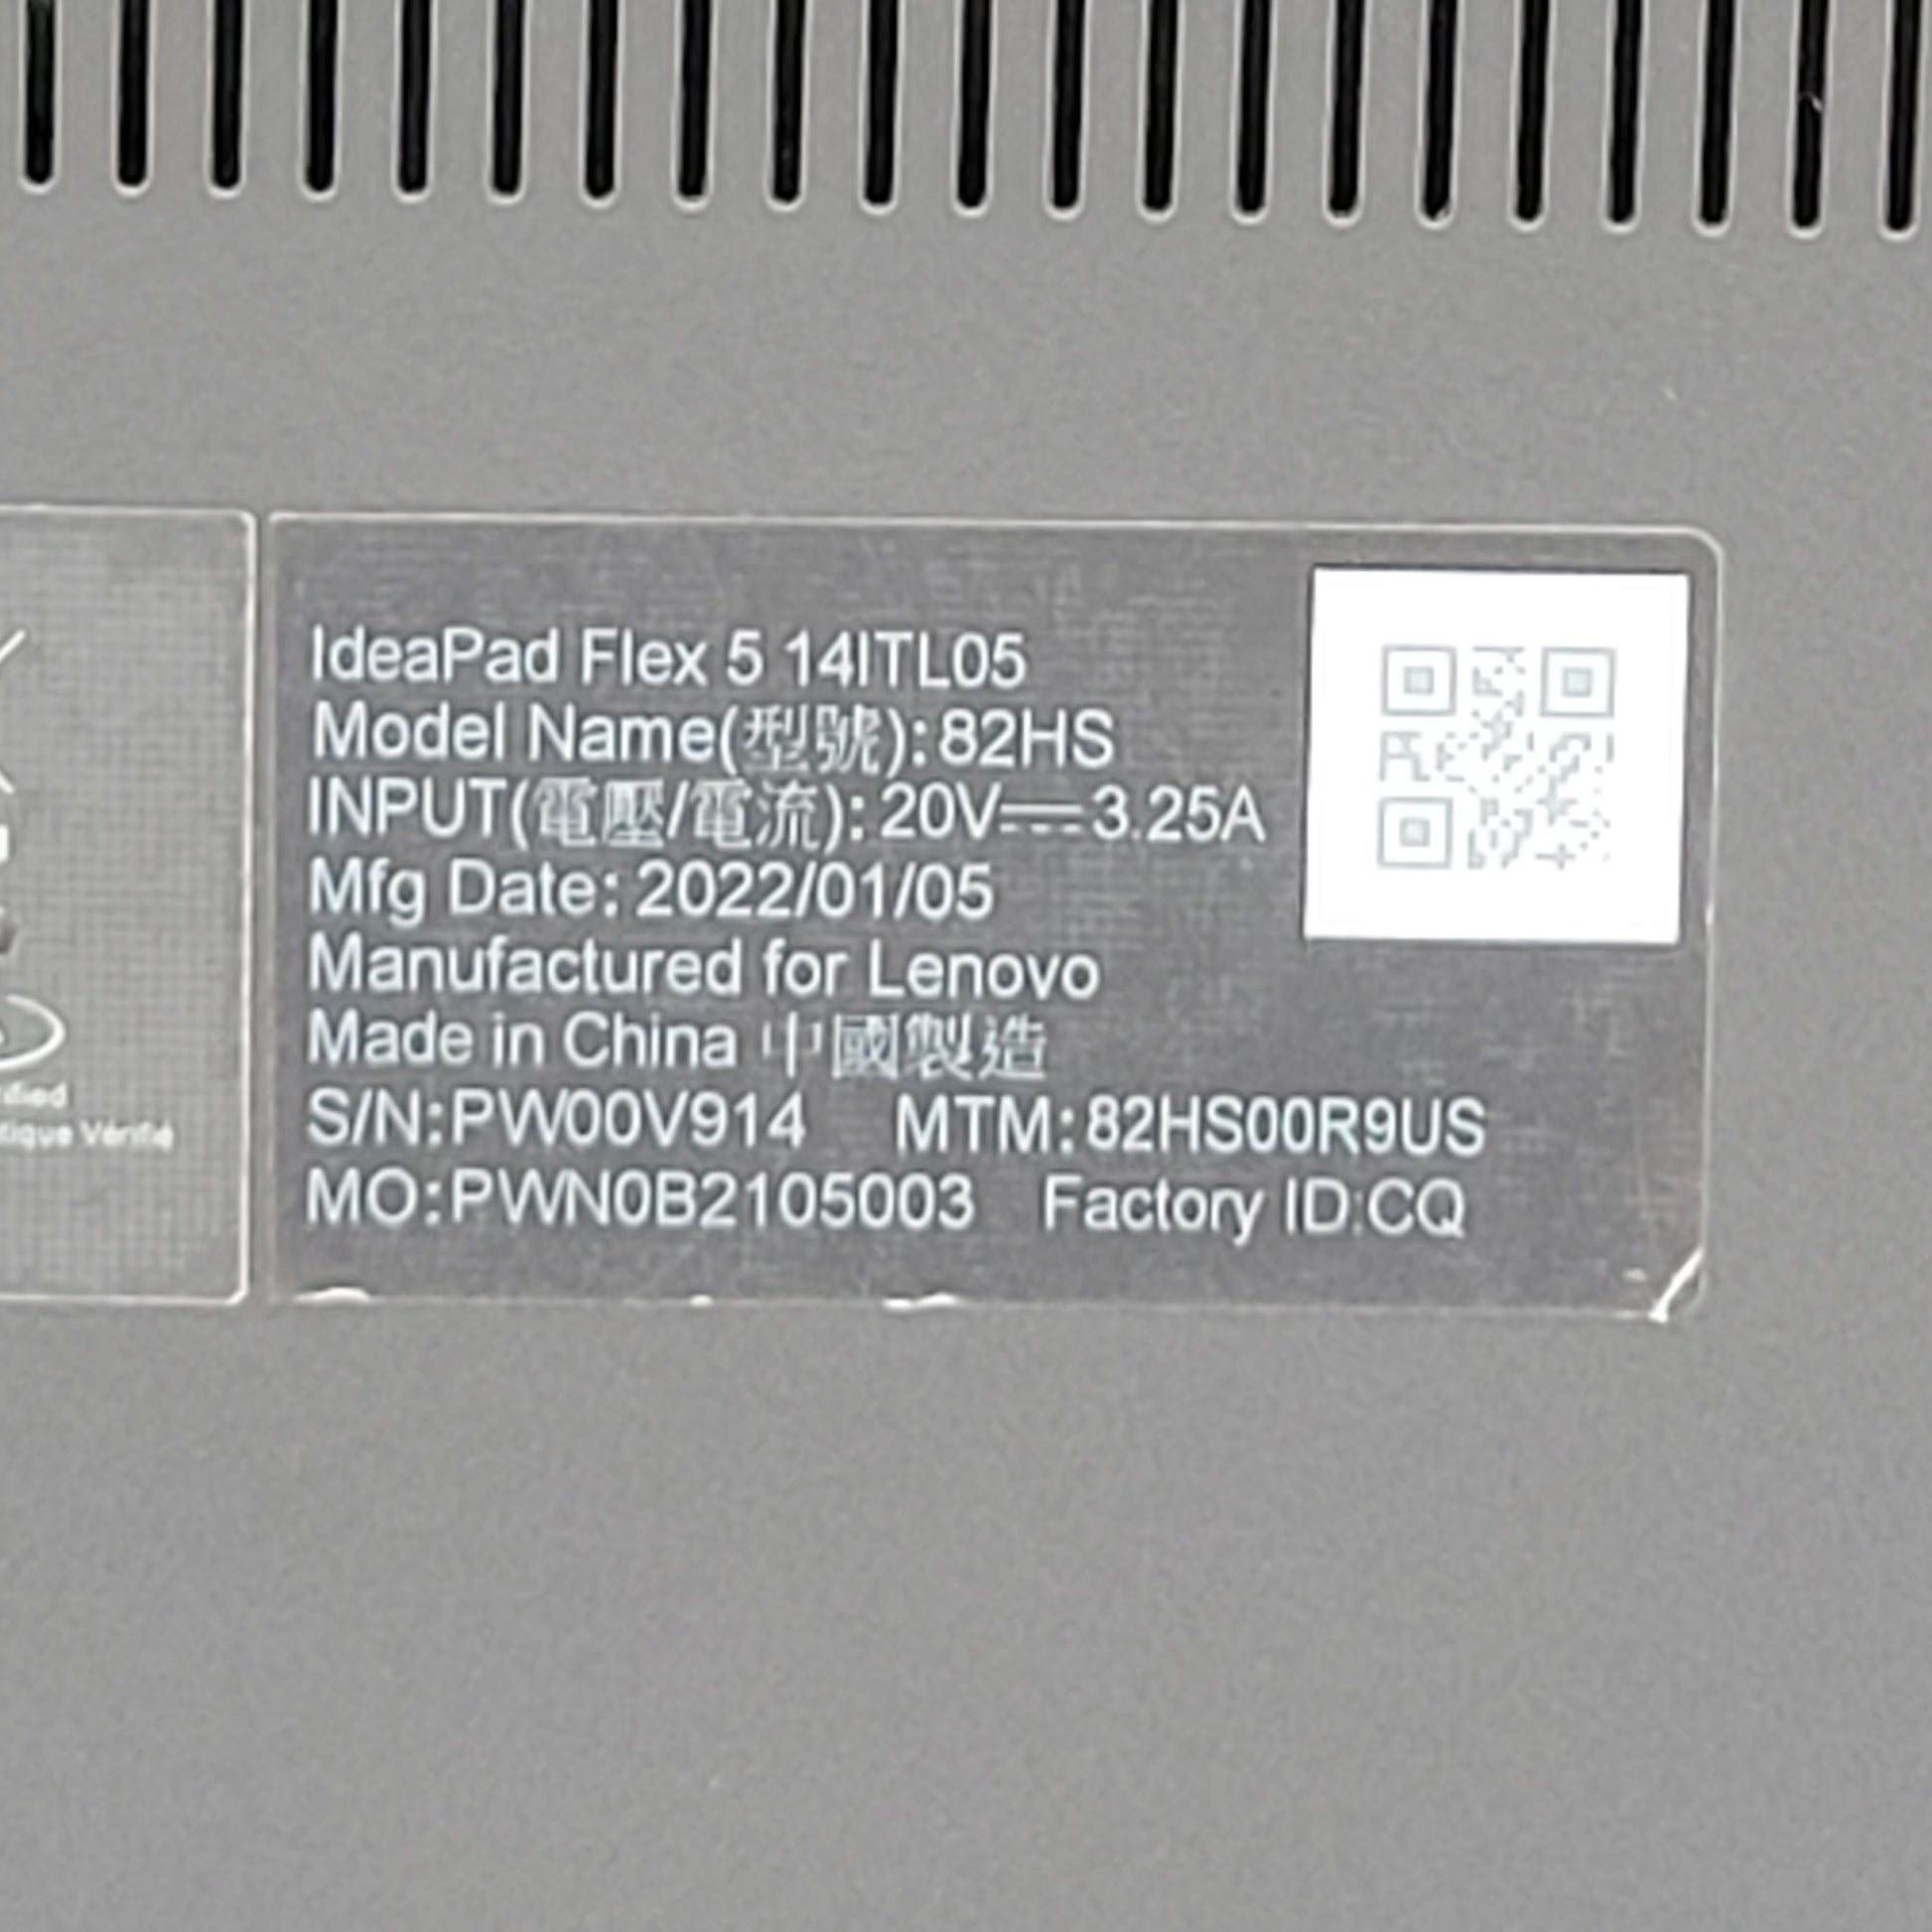 IdeaPad Flex 5 14ITL05
Model Name(型號): 82HS
INPUT(電壓/電流): 20V⎓3.25A
Mfg Date: 2022/01/05
Manufactured for Lenovo
Made in China 中國製造
S/N:PW00V914 MTM:82HS00R9US
MO:PWN0B2105003 Factory ID:CQ
Vérifié